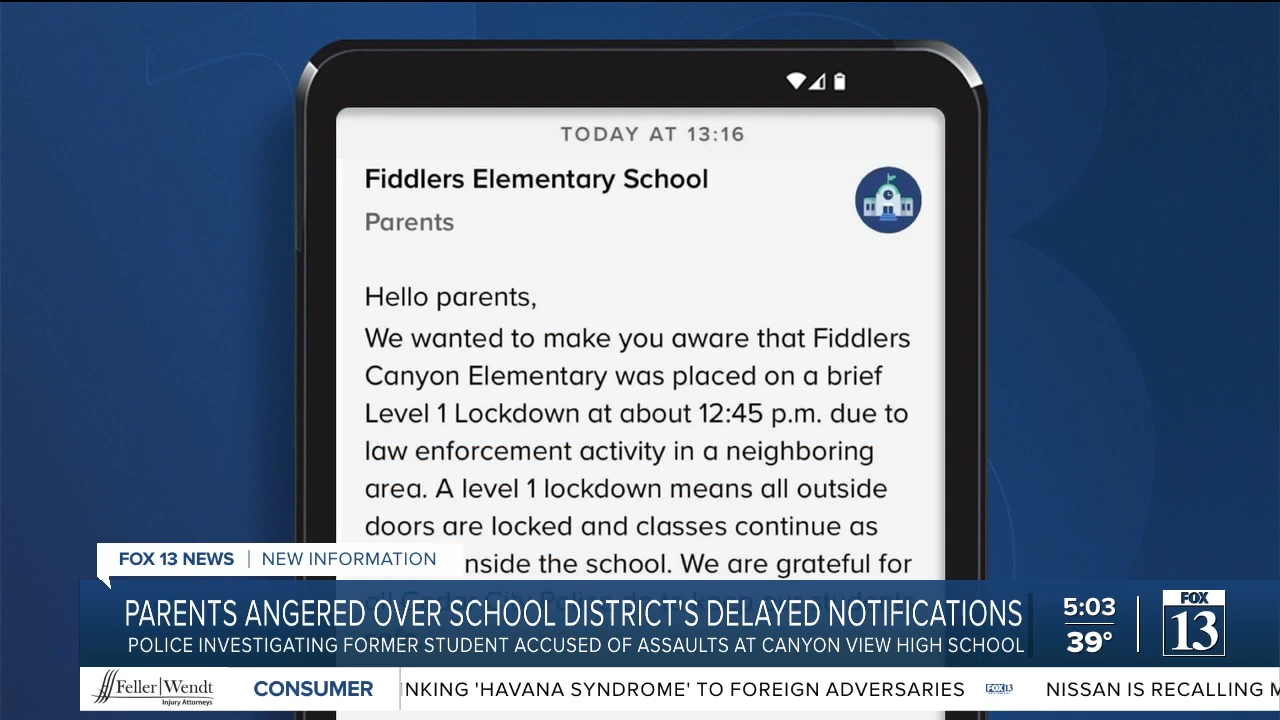 TODAY AT 13:16
Fiddlers Elementary School
Parents
Hello parents,
We wanted to make you aware that Fiddlers
Canyon Elementary was placed on a brief
Level 1 Lockdown at about 12:45 p.m. due to
law enforcement activity in a neighboring
area. A level 1 lockdown means all outside
doors are locked and classes continue as
nside the school. We are grateful for
FOX 13 NEWS | NEW INFORMATION
PARENTS ANGERED OVER SCHOOL DISTRICT'S DELAYED NOTIFICATIONS
POLICE INVESTIGATING FORMER STUDENT ACCUSED OF ASSAULTS AT CANYON VIEW HIGH SCHOOL
5:03
39°
FOX
13
Feller|Wendt
Injury Attorneys
CONSUMER
NKING 'HAVANA SYNDROME' TO FOREIGN ADVERSARIES FOX 13 NISSAN IS RECALLING M